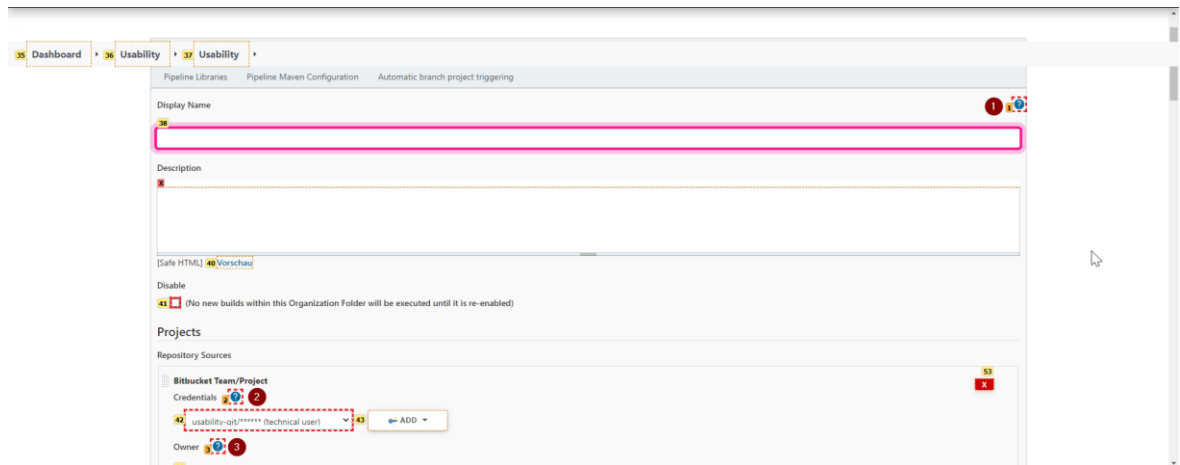 35 Dashboard 36 Usability 37 Usability
Pipeline Libraries Pipeline Maven Configuration Automatic branch project triggering
Display Name 1 1 ?
38
Description
X
[Safe HTML] 40 Vorschau
Disable
41 (No new builds within this Organization Folder will be executed until it is re-enabled)
Projects
Repository Sources
53
Bitbucket Team/Project X
Credentials 2 ? 2
42 usability-git/****** (technical user) 43 ADD
Owner 3 ? 3